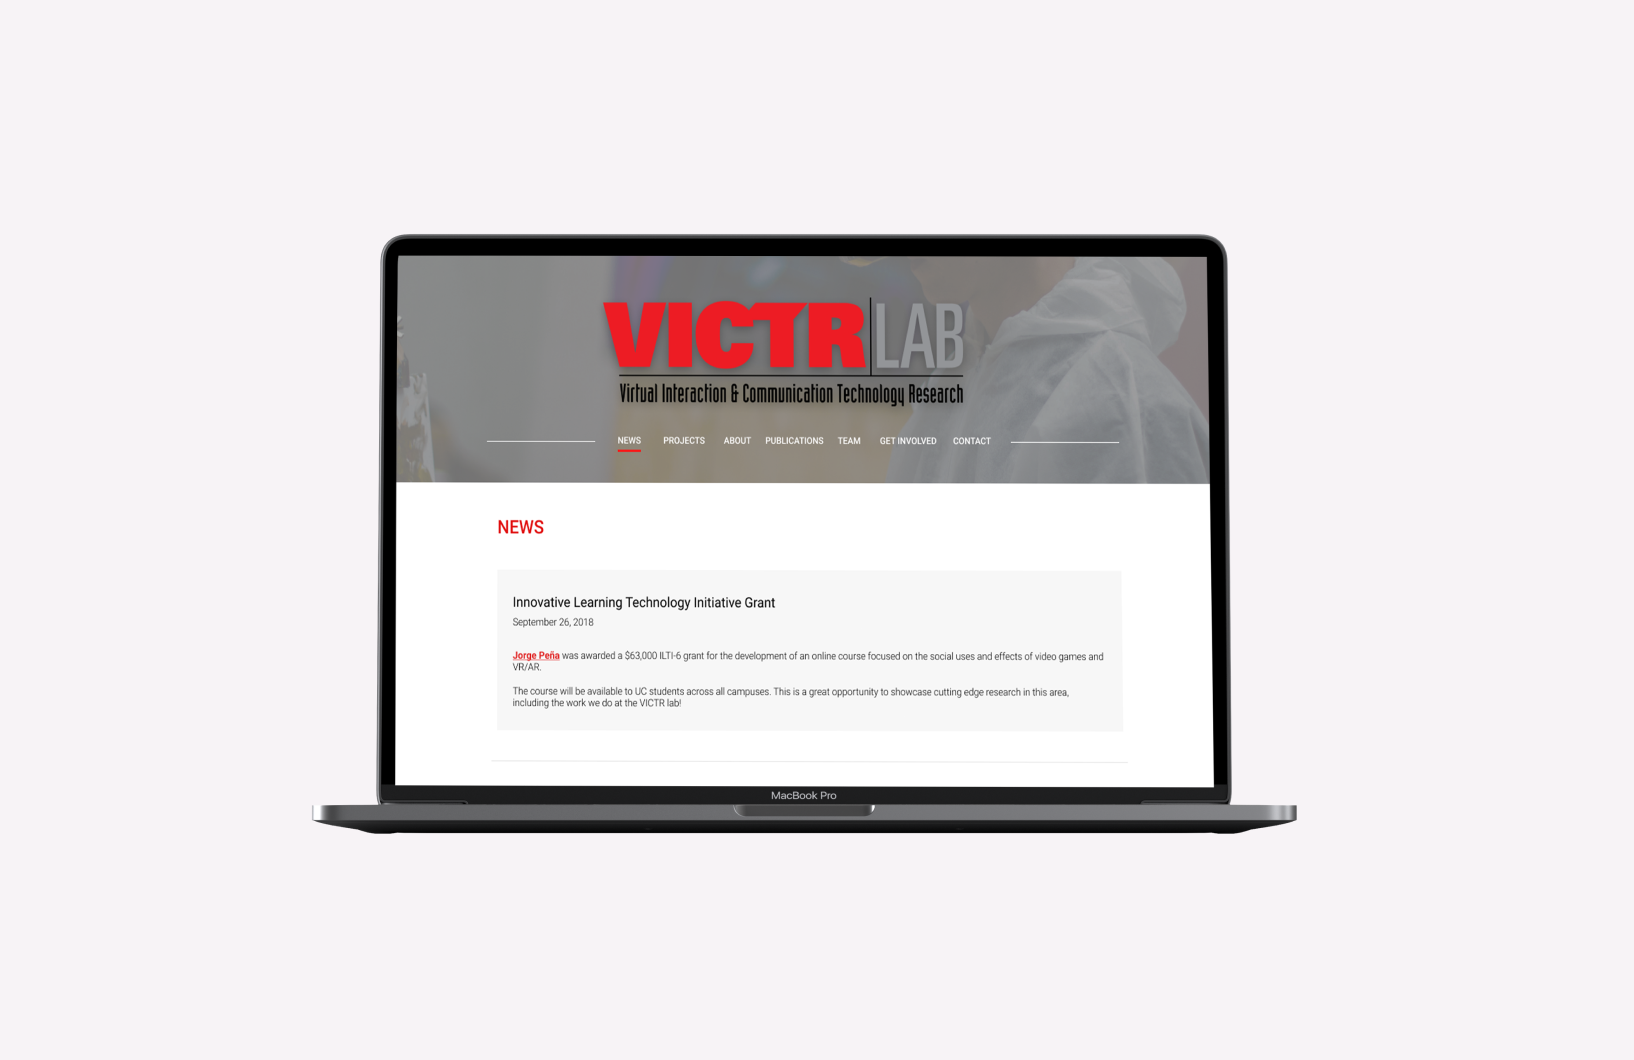 VICTR LAB
Virtual Interaction & Communication Technology Research
NEWS PROJECTS ABOUT PUBLICATIONS TEAM GET INVOLVED CONTACT
NEWS
Innovative Learning Technology Initiative Grant
September 26, 2018
Jorge Peña was awarded a $63,000 ILTI-6 grant for the development of an online course focused on the social uses and effects of video games and
VR/AR.
The course will be available to UC students across all campuses. This is a great opportunity to showcase cutting edge research in this area,
including the work we do at the VICTR lab!
MacBook Pro